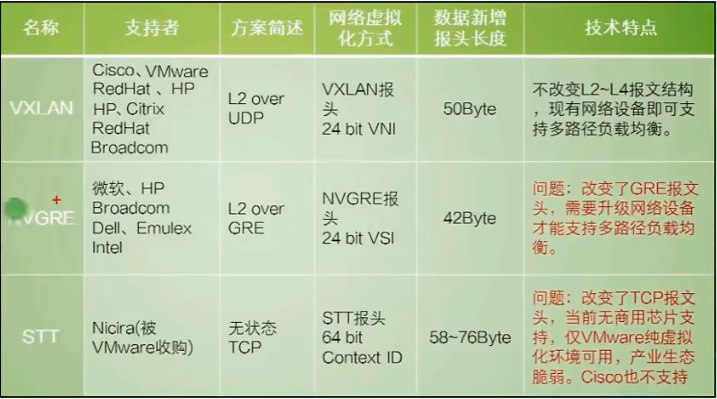 名称
支持者
方案简述
网络虚拟
化方式
数据新增
报头长度
技术特点
VXLAN
Cisco、VMware
RedHat 、HP
HP、Citrix
RedHat
Broadcom
L2 over
UDP
VXLAN报
头
24 bit VNI
50Byte
不改变L2~L4报文结构
，现有网络设备即可支
持多路径负载均衡。
NVGRE
微软、HP
Broadcom
Dell、Emulex
Intel
L2 over
GRE
NVGRE报
头
24 bit VSI
42Byte
问题：改变了GRE报文
头，需要升级网络设备
才能支持多路径负载均
衡。
STT
Nicira(被
VMware收购)
无状态
TCP
STT报头
64 bit
Context ID
58~76Byte
问题：改变了TCP报文
头，当前无商用芯片支
持，仅VMware纯虚拟
化环境可用，产业生态
脆弱。Cisco也不支持